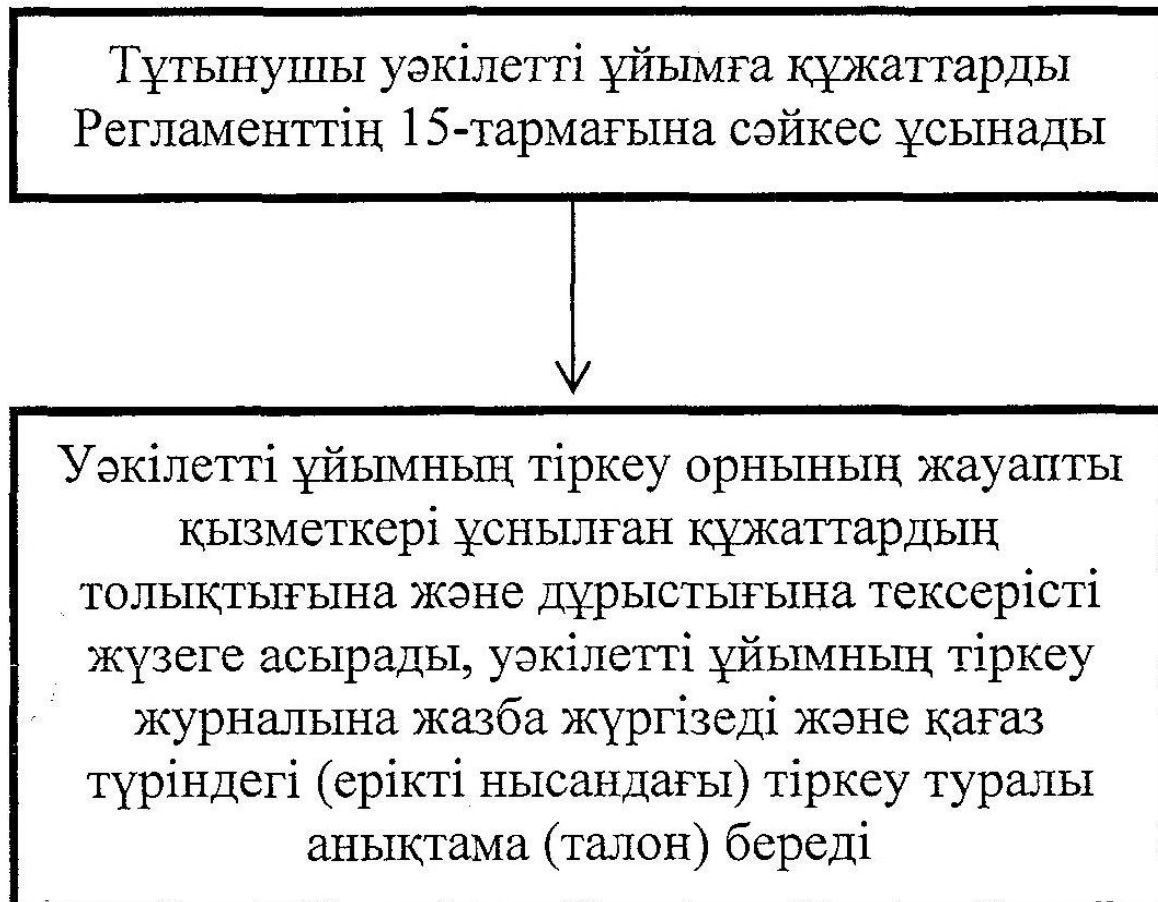 Тұтынушы уәкілетті ұйымға құжаттарды
Регламенттің 15-тармағына сәйкес ұсынады
Уәкілетті ұйымның тіркеу орнының жауапты
қызметкері ұснылған құжаттардың
толықтығына және дұрыстығына тексерісті
жүзеге асырады, уәкілетті ұйымның тіркеу
журналына жазба жүргізеді және қағаз
түріндегі (ерікті нысандағы) тіркеу туралы
анықтама (талон) береді